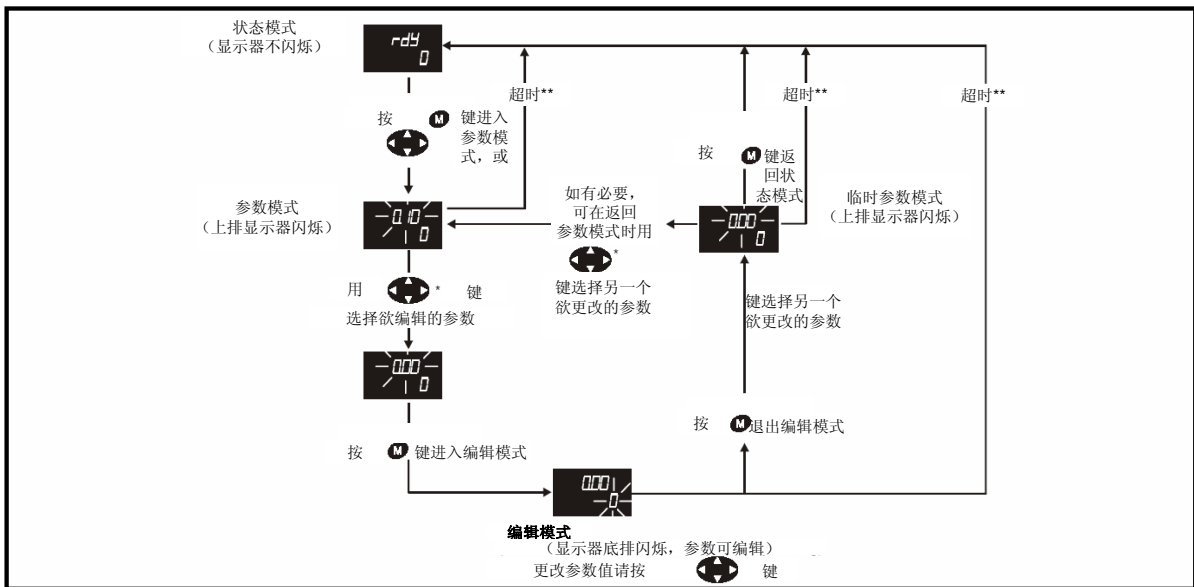 状态模式
（显示器不闪烁）
rdY
0
按 M 键进入
参数模
式，或
超时**
参数模式
（上排显示器闪烁）
0.10
0
用 * 键
选择欲编辑的参数
0.00
0
按 M 键进入编辑模式
如有必要，
可在返回
参数模式时用
*
键选择另一个
欲更改的参数
按 M 键返
回状
态模式
超时**
超时**
临时参数模式
（上排显示器闪烁）
0.00
0
键选择另一个
欲更改的参数
按 M 退出编辑模式
0.00
0
编辑模式
（显示器底排闪烁，参数可编辑）
更改参数值请按 键